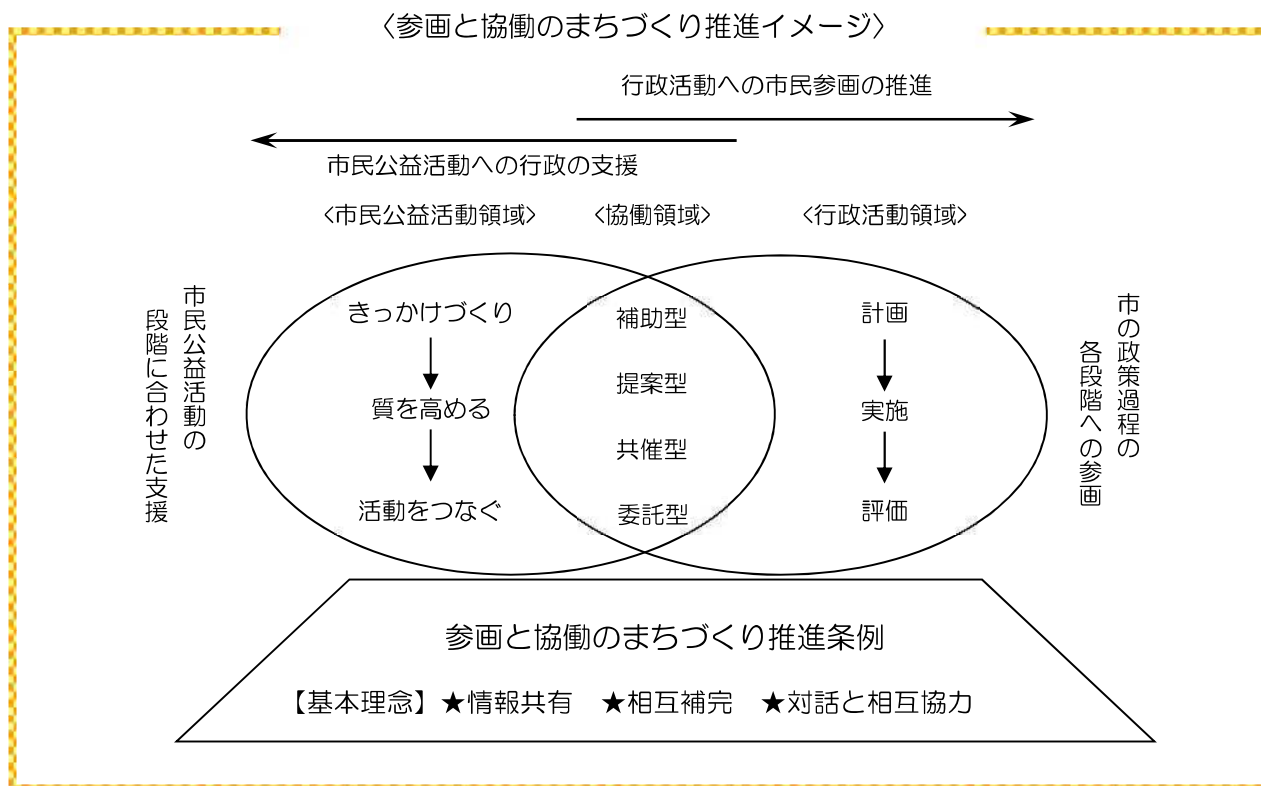 〈参画と協働のまちづくり推進イメージ〉
行政活動への市民参画の推進
市民公益活動への行政の支援
〈市民公益活動領域〉
〈協働領域〉
〈行政活動領域〉
市民公益活動の
段階に合わせた支援
きっかけづくり
質を高める
活動をつなぐ
補助型
提案型
共催型
委託型
計画
実施
評価
市の政策過程の
各段階への参画
参画と協働のまちづくり推進条例
【基本理念】★情報共有　★相互補完　★対話と相互協力